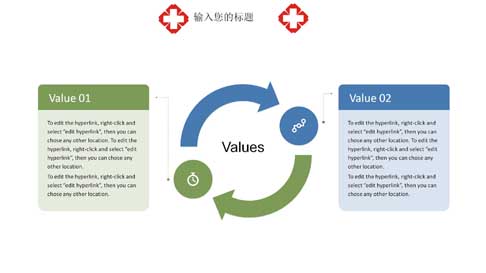 输入您的标题
Value 01
To edit the hyperlink, right-click and
select "edit hyperlink", then you can
chose any other location. To edit the
hyperlink, right-click and select "edit
hyperlink", then you can chose any
other location.
To edit the hyperlink, right-click and
select "edit hyperlink", then you can
chose any other location.
Values
Value 02
To edit the hyperlink, right-click and
select "edit hyperlink", then you can
chose any other location. To edit the
hyperlink, right-click and select "edit
hyperlink", then you can chose any
other location.
To edit the hyperlink, right-click and
select "edit hyperlink", then you can
chose any other location.